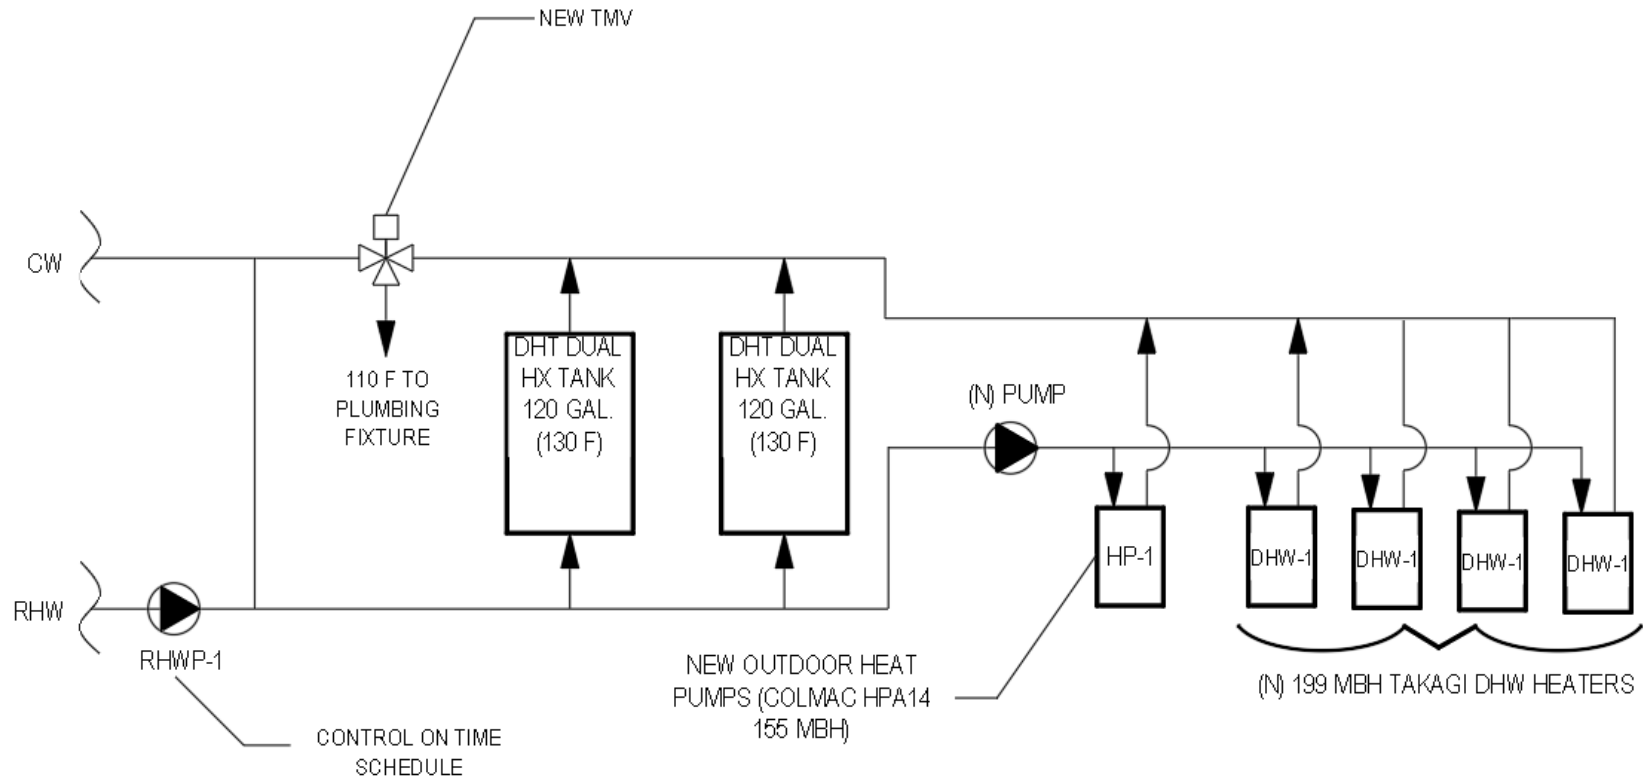 NEW TMV
CW
110 F TO
PLUMBING
FIXTURE
DHT DUAL
HX TANK
120 GAL.
(130 F)
DHT DUAL
HX TANK
120 GAL.
(130 F)
(N) PUMP
HP-1
DHW-1
DHW-1
DHW-1
DHW-1
RHW
RHWP-1
NEW OUTDOOR HEAT
PUMPS (COLMAC HPA14
155 MBH)
(N) 199 MBH TAKAGI DHW HEATERS
CONTROL ON TIME
SCHEDULE